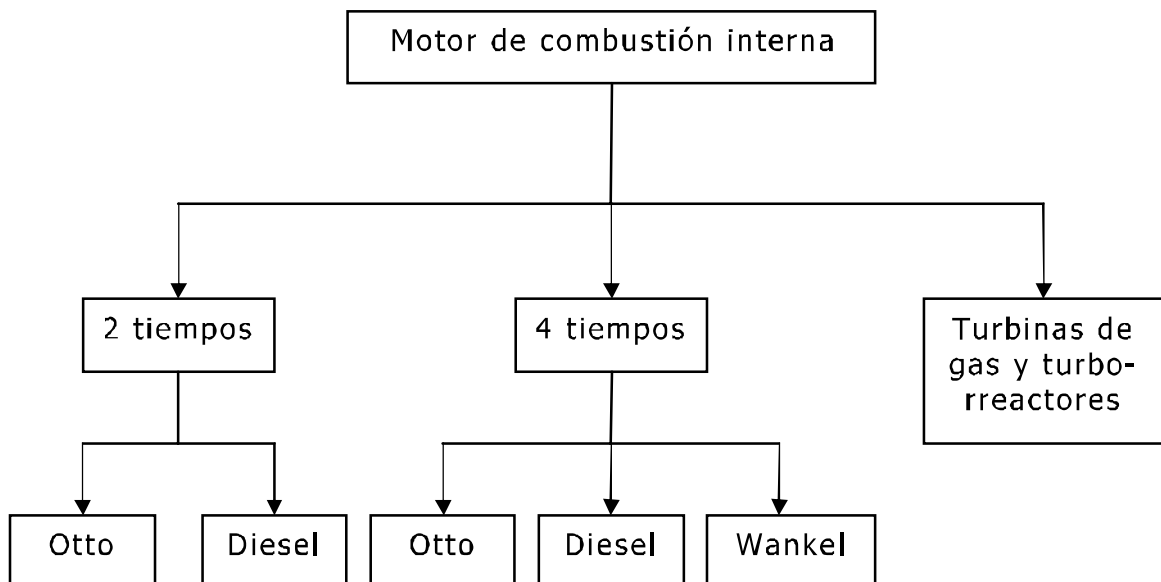 Motor de combustión interna
2 tiempos
4 tiempos
Turbinas de
gas y turbo-
rreactores
Otto
Diesel
Otto
Diesel
Wankel